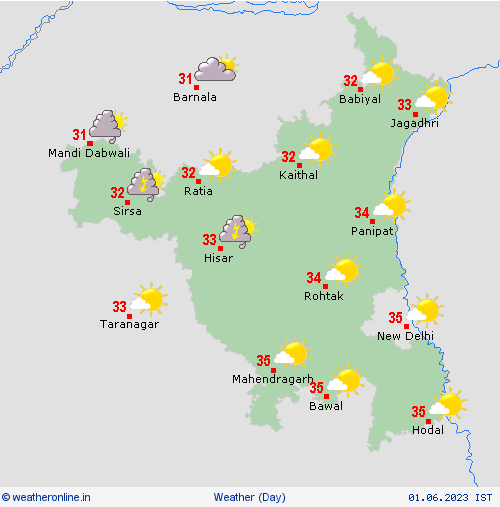 31
Barnala
32
Babiyal
33
Jagadhri
31
Mandi Dabwali
32
Kaithal
32
Ratia
32
Sirsa
34
Panipat
33
Hisar
34
Rohtak
33
Taranagar
35
New Delhi
35
Mahendragarh
35
Bawal
35
Hodal
© weatheronline.in Weather (Day) 01.06.2023 IST